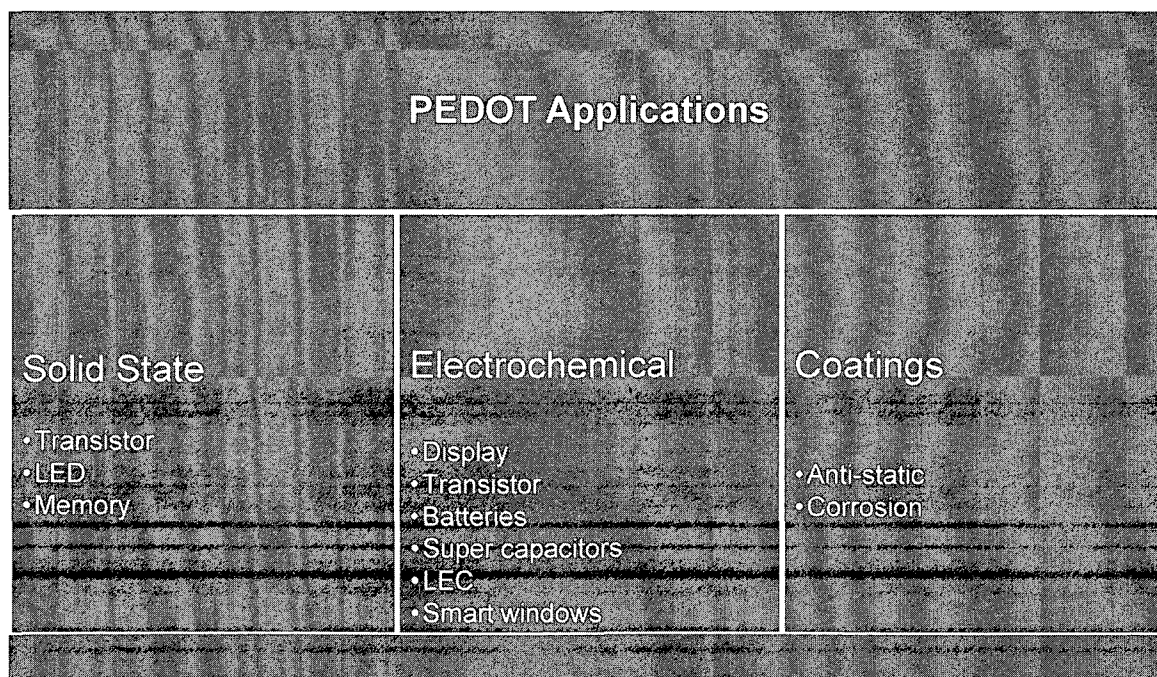 PEDOT Applications
Solid State
•Transistor
•LED
•Memory
Electrochemical
•Display
•Transistor
•Batteries
•Super capacitors
•LEC
•Smart windows
Coatings
•Anti-static
•Corrosion